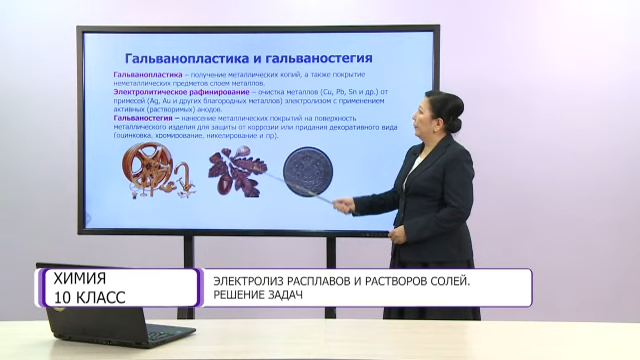 Гальванопластика и гальваностегия
Гальванопластика – получение металлических копий, а также покрытие
неметаллических предметов слоем металлов.
Электролитическое рафинирование – очистка металлов (Cu, Pb, Sn и др.) от
примесей (Ag, Au и других благородных металлов) электролизом с применением
активных (растворимых) анодов.
Гальваностегия – нанесение металлических покрытий на поверхность
металлического изделия для защиты от коррозии или придания декоративного вида
(оцинковка, хромирование, никелирование и пр).
ХИМИЯ
10 КЛАСС
ЭЛЕКТРОЛИЗ РАСПЛАВОВ И РАСТВОРОВ СОЛЕЙ.
РЕШЕНИЕ ЗАДАЧ